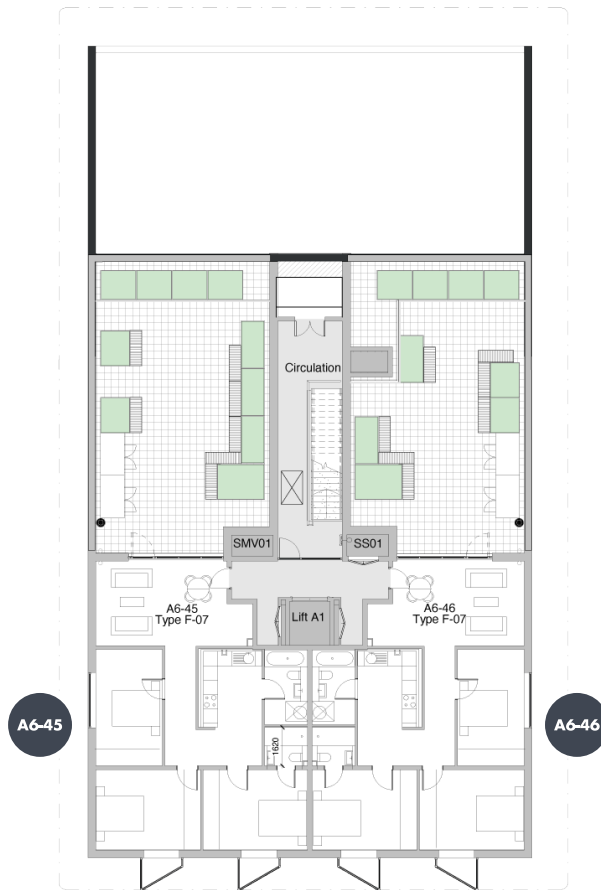 Circulation
SMV01
SS01
A6-45
Type F-07
Lift A1
A6-46
Type F-07
A6-45
A6-46
1620